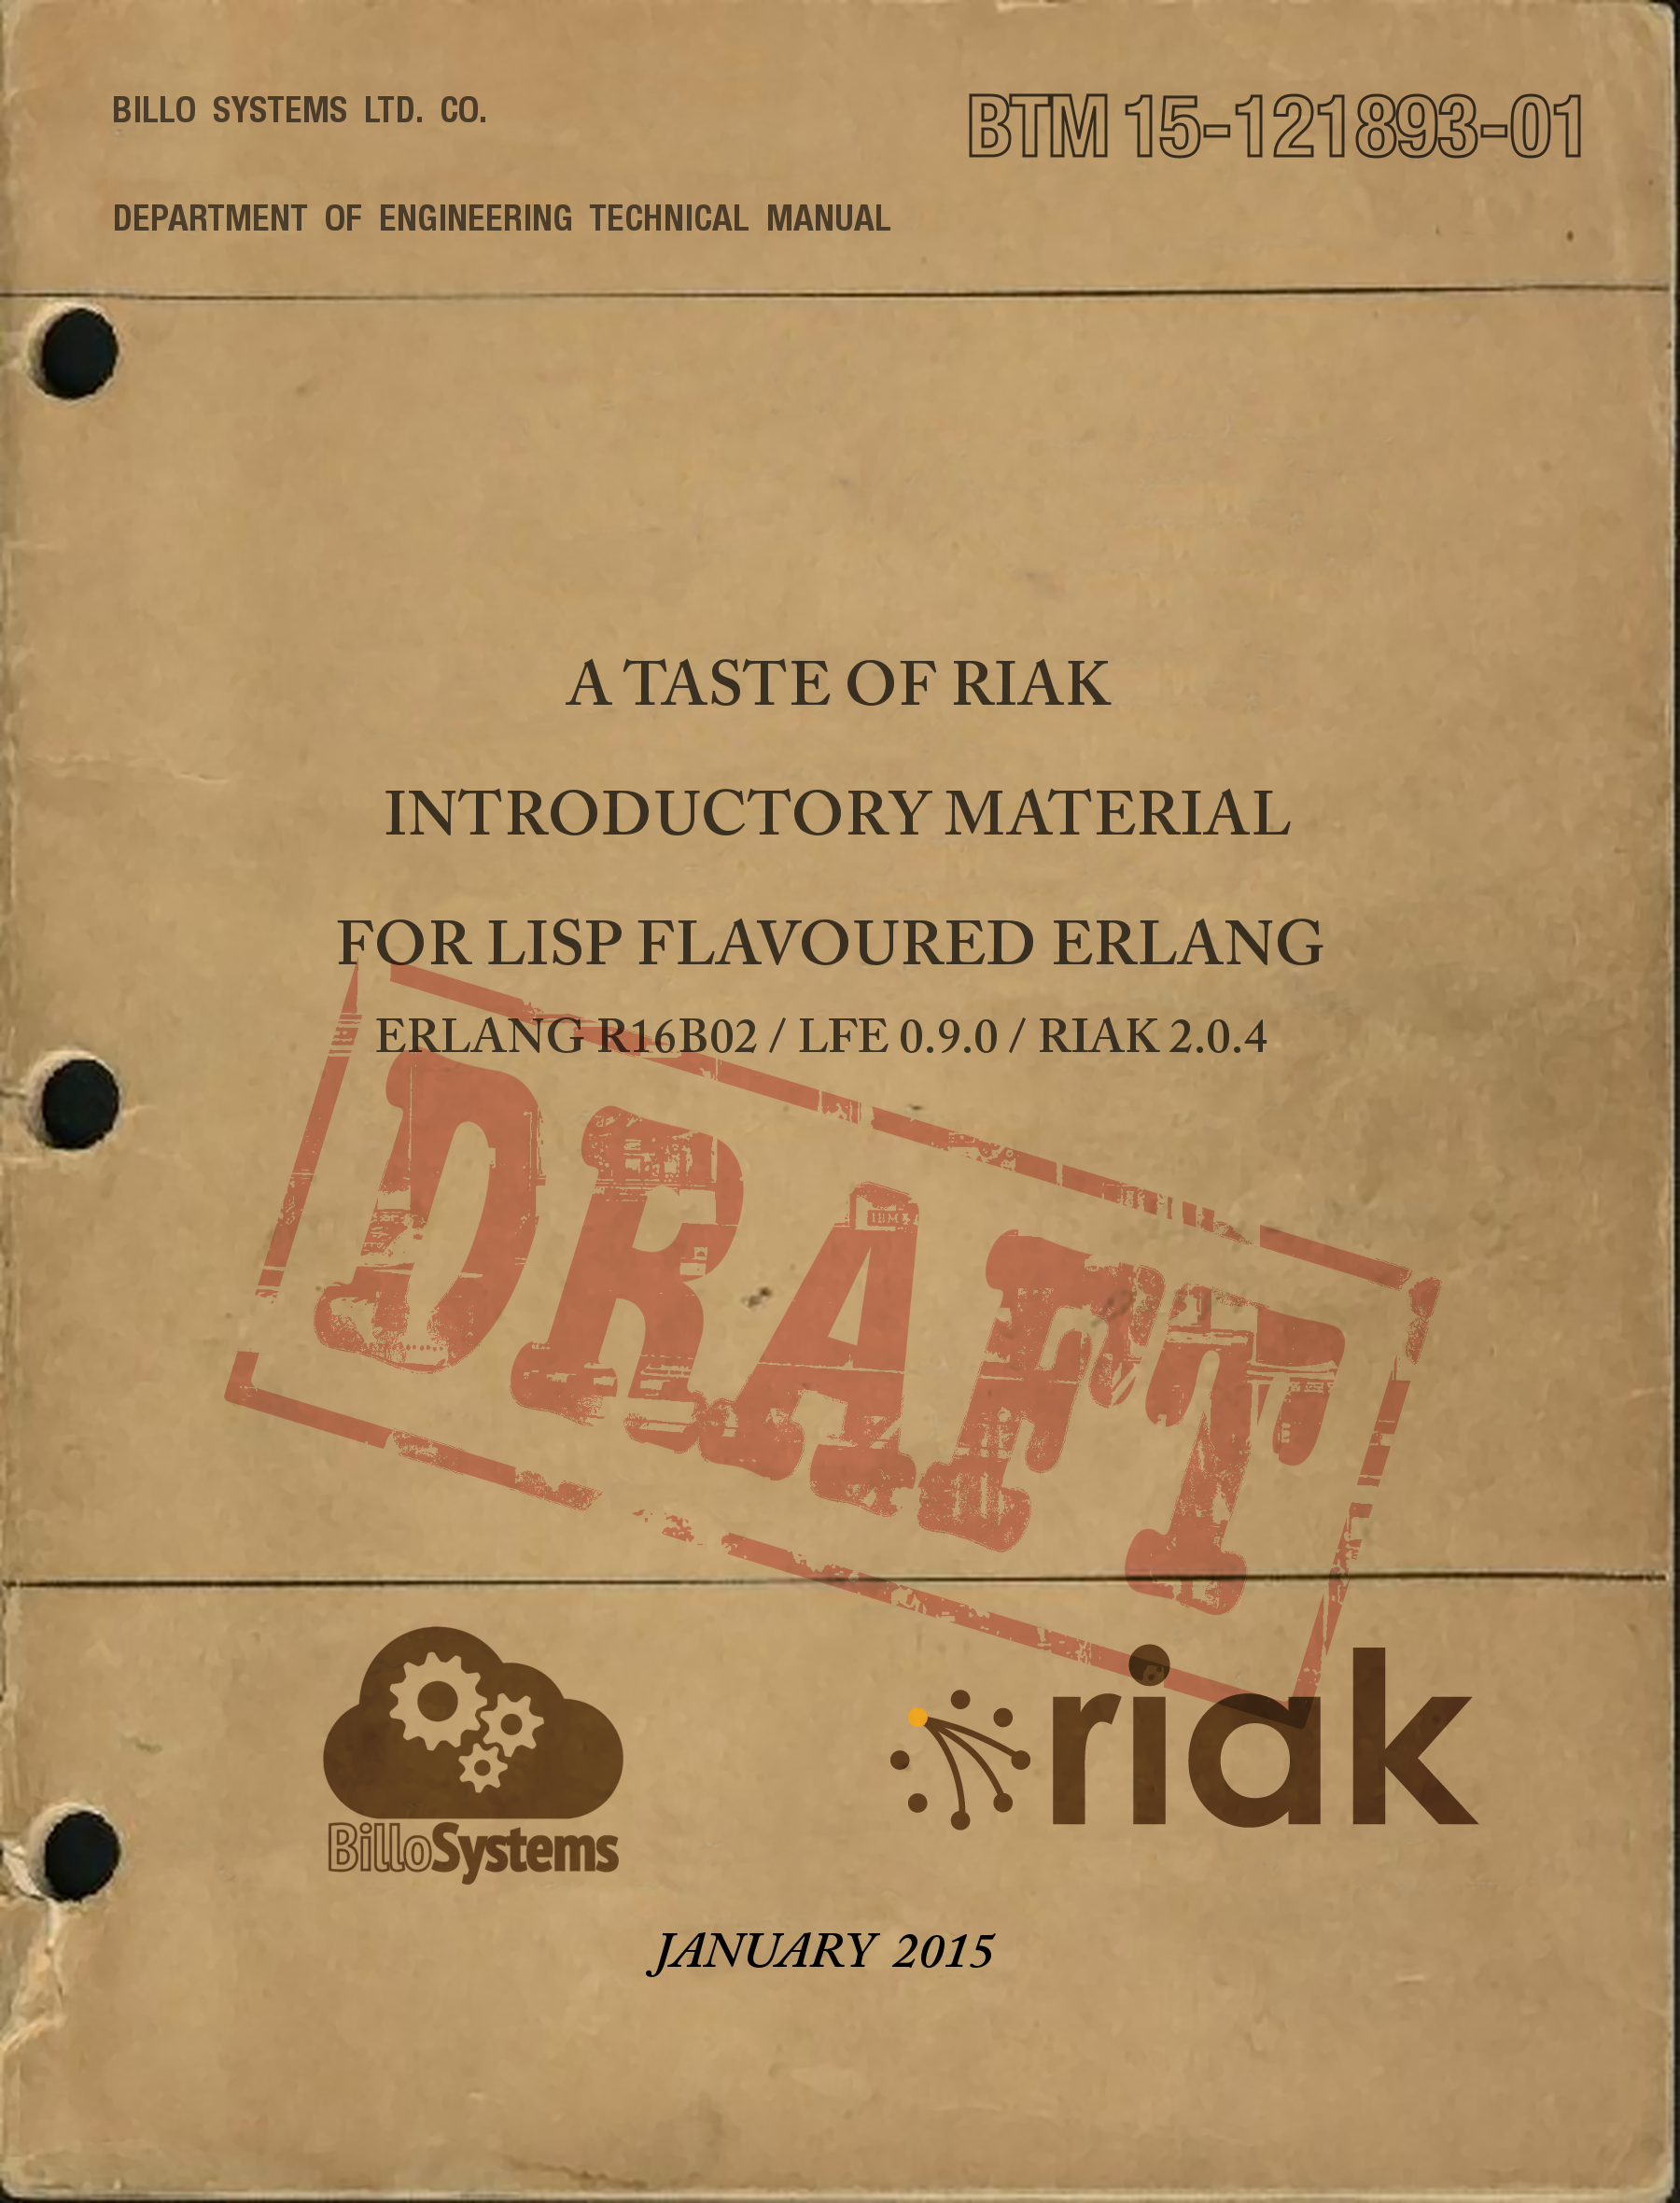 BILLO SYSTEMS LTD. CO.
BTM 15-121893-01
DEPARTMENT OF ENGINEERING TECHNICAL MANUAL
A TASTE OF RIAK
INTRODUCTORY MATERIAL
FOR LISP FLAVOURED ERLANG
ERLANG R16B02 / LFE 0.9.0 / RIAK 2.0.4
DRAFT
riak
BilloSystems
JANUARY 2015